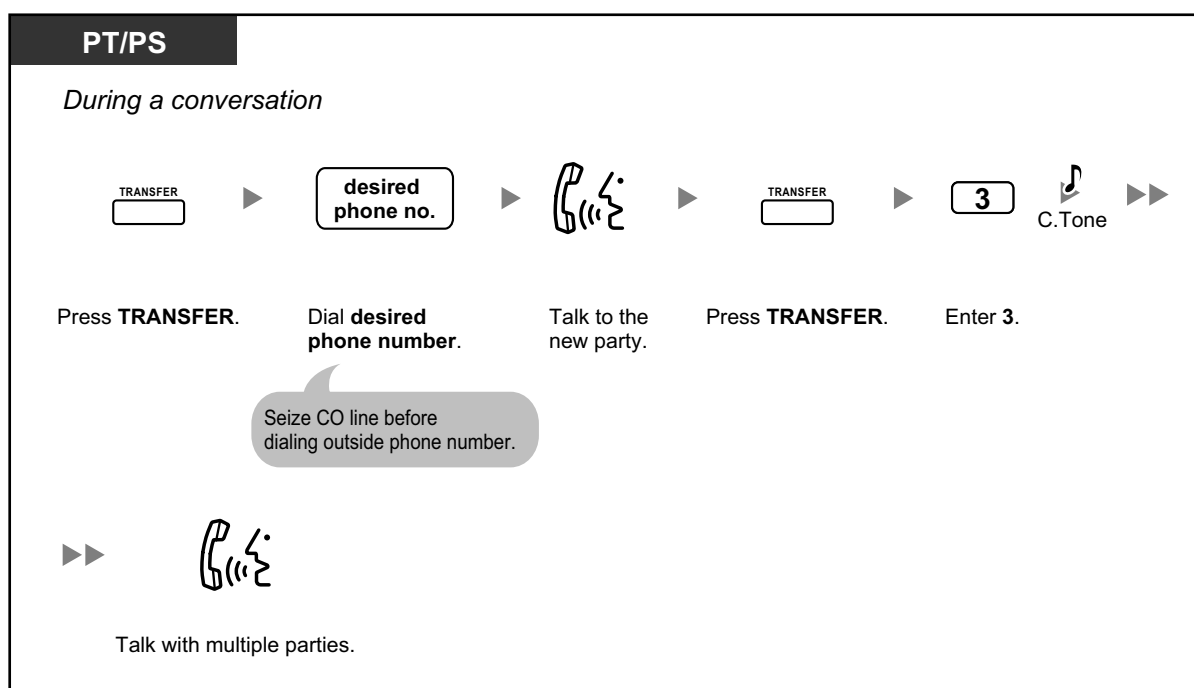 PT/PS
During a conversation
TRANSFER
desired
phone no.
TRANSFER
3
C.Tone
Press TRANSFER.
Dial desired
phone number.
Talk to the
new party.
Press TRANSFER.
Enter 3.
Seize CO line before
dialing outside phone number.
Talk with multiple parties.